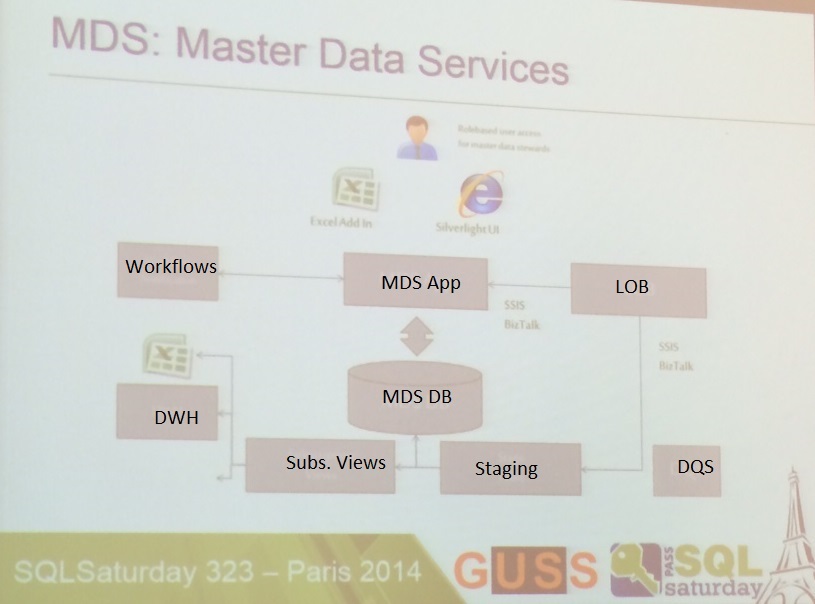 MDS: Master Data Services
Rolebased user access
for master data stewards
Excel Add In
Silverlight UI
Workflows
MDS App
LOB
SSIS
BizTalk
SSIS
BizTalk
MDS DB
DWH
Subs. Views
Staging
DQS
SQLSaturday 323 – Paris 2014
GUSS
PASS
SQL
saturday